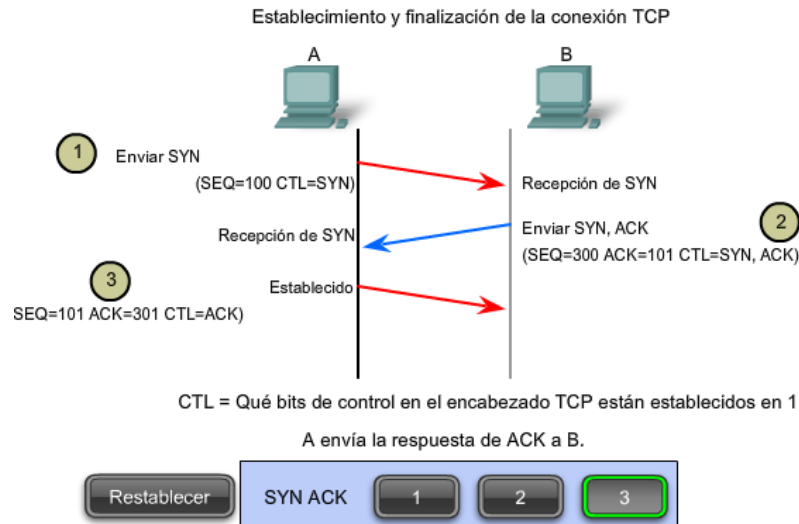 Establecimiento y finalización de la conexión TCP
A
B
1
Enviar SYN
(SEQ=100 CTL=SYN)
Recepción de SYN
Enviar SYN, ACK
2
(SEQ=300 ACK=101 CTL=SYN, ACK)
Recepción de SYN
3
Establecido
SEQ=101 ACK=301 CTL=ACK)
CTL = Qué bits de control en el encabezado TCP están establecidos en 1
A envía la respuesta de ACK a B.
Restablecer
SYN ACK
1
2
3